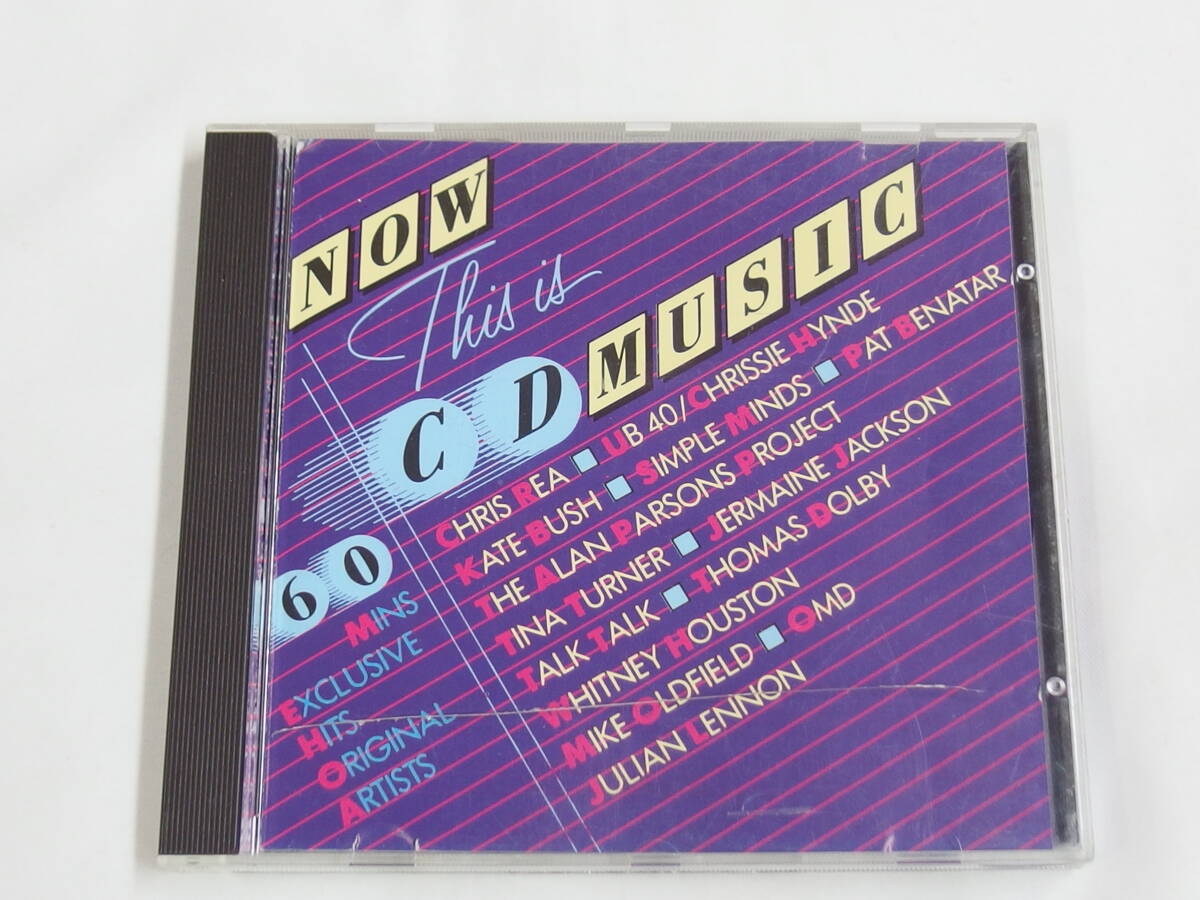 NOW
This is
CD MUSIC
60
MINS
EXCLUSIVE
HITS
ORIGINAL
ARTISTS
CHRIS REA ■ UB 40/CHRISSIE HYNDE
KATE BUSH ■ SIMPLE MINDS ■ PAT BENATAR
THE ALAN PARSONS PROJECT
TINA TURNER ■ JERMAINE JACKSON
TALK TALK ■ THOMAS DOLBY
WHITNEY HOUSTON
MIKE OLDFIELD ■ OMD
JULIAN LENNON